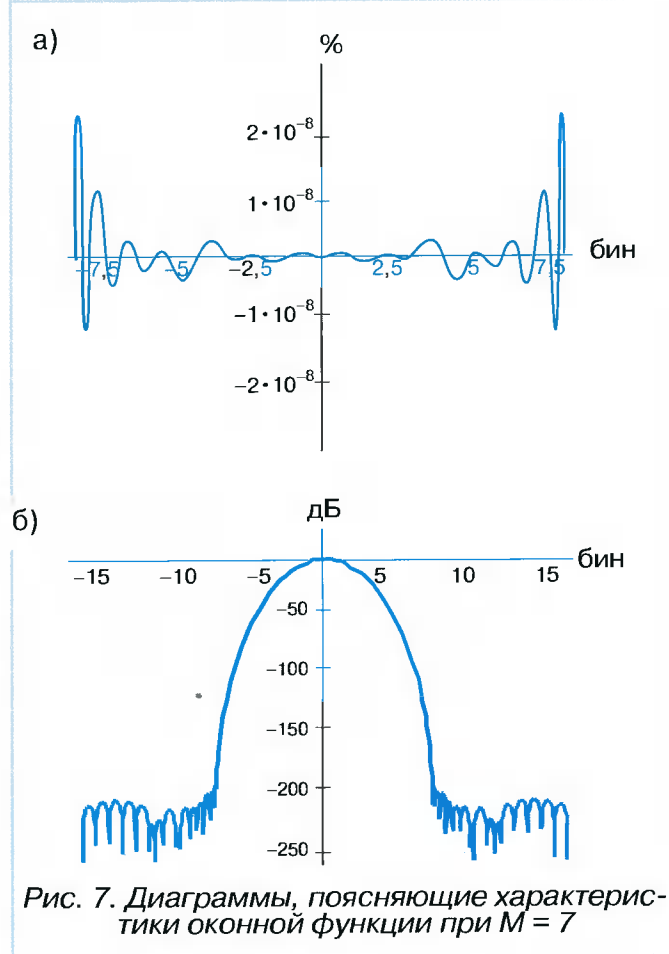 а)
%
2•10⁻⁸
1•10⁻⁸
бин
−7,5 −5 −2,5 2,5 5 7,5
−1•10⁻⁸
−2•10⁻⁸
б)
дБ
бин
−15 −10 −5 5 10 15
−50
−100
−150
−200
−250
Рис. 7. Диаграммы, поясняющие характерис-
тики оконной функции при М = 7